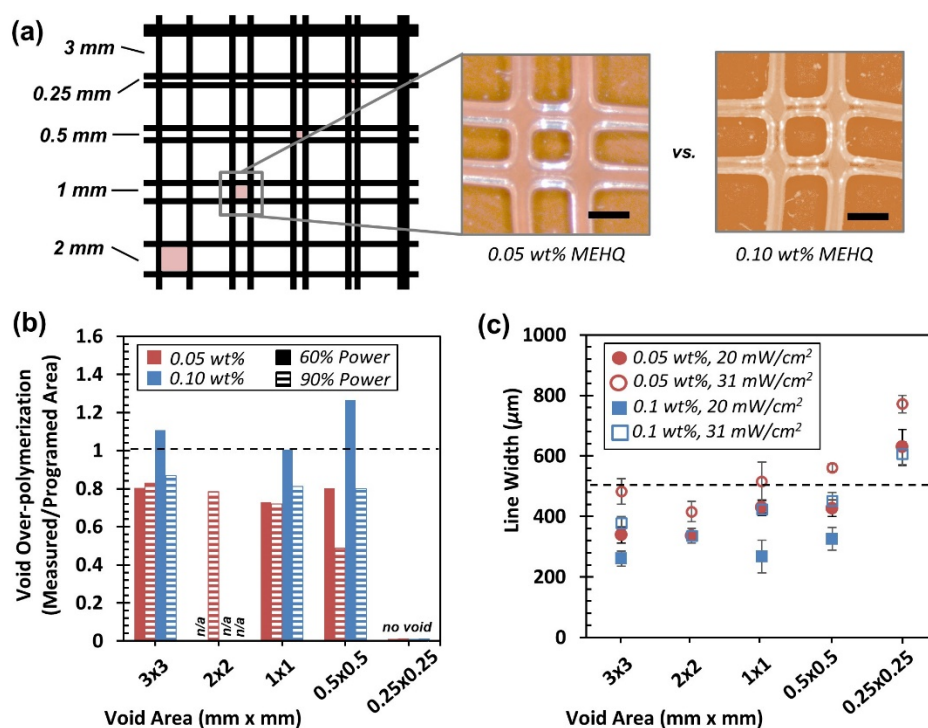 (a)
3 mm
0.25 mm
0.5 mm
1 mm
2 mm
0.05 wt% MEHQ
vs.
0.10 wt% MEHQ
(b)
Void Over-polymerization
(Measured/Programed Area)
1.6
1.4
1.2
1
0.8
0.6
0.4
0.2
0
0.05 wt%
0.10 wt%
60% Power
90% Power
n/a
n/a
n/a
no void
3x3
2x2
1x1
0.5x0.5
0.25x0.25
Void Area (mm x mm)
(c)
Line Width (µm)
1000
800
600
400
200
0
0.05 wt%, 20 mW/cm²
0.05 wt%, 31 mW/cm²
0.1 wt%, 20 mW/cm²
0.1 wt%, 31 mW/cm²
3x3
2x2
1x1
0.5x0.5
0.25x0.25
Void Area (mm x mm)